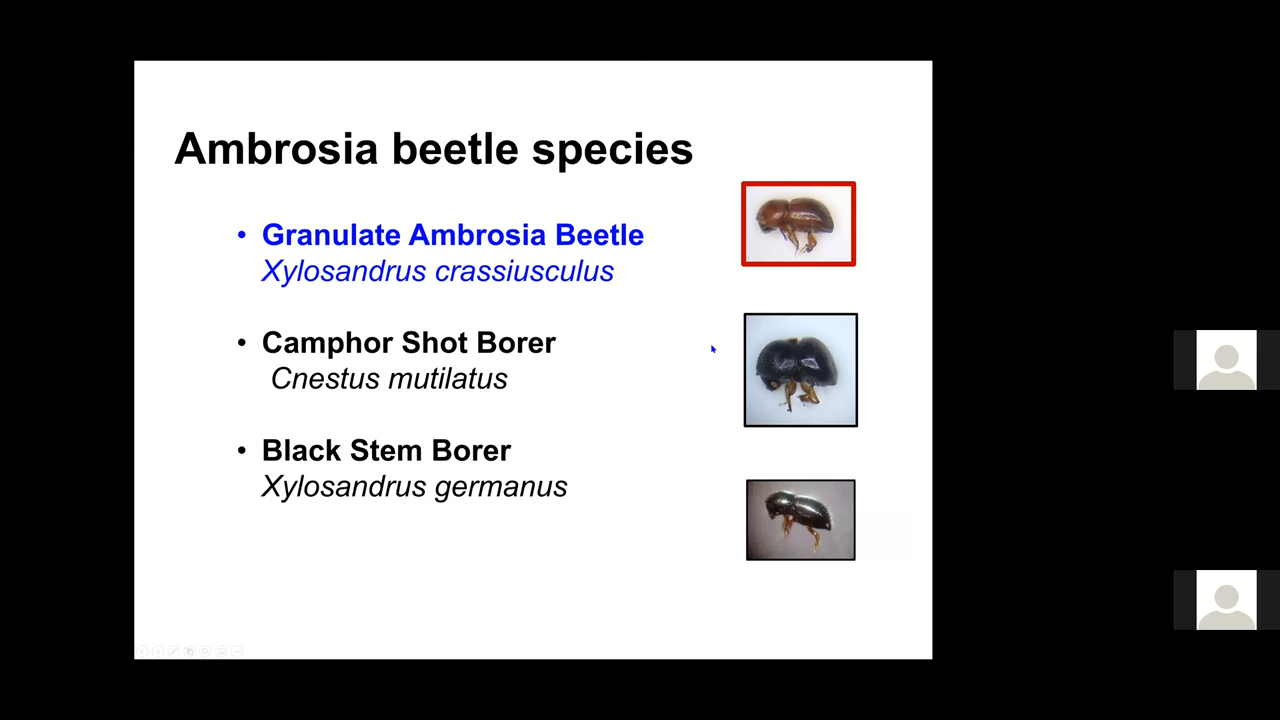 Ambrosia beetle species
• Granulate Ambrosia Beetle
Xylosandrus crassiusculus
• Camphor Shot Borer
Cnestus mutilatus
• Black Stem Borer
Xylosandrus germanus